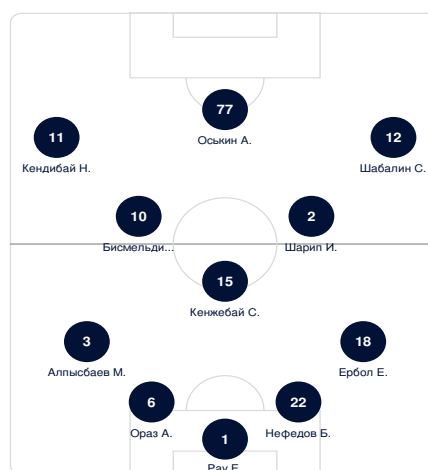 77
Оськин А.
11
12
Кендибай Н.
Шабалин С.
10
2
Бисмельди...
Шарип И.
15
Кенжебай С.
3
18
Алпысбаев М.
Ербол Е.
6
22
Ораз А.
Нефедов Б.
1
Рау Е.